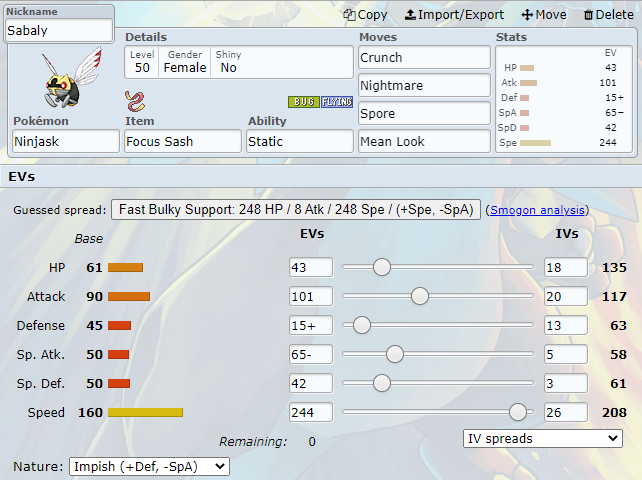 Nickname
Sabaly
Copy Import/Export Move Delete
Details
Level Gender Shiny
50 Female No
BUG FLYING
Pokémon Item Ability
Ninjask Focus Sash Static
Moves
Crunch
Nightmare
Spore
Mean Look
Stats
EV
HP 43
Atk 101
Def 15+
SpA 65−
SpD 42
Spe 244
EVs
Guessed spread: Fast Bulky Support: 248 HP / 8 Atk / 248 Spe / (+Spe, -SpA) (Smogon analysis)
Base EVs IVs
HP 61 43 18 135
Attack 90 101 20 117
Defense 45 15+ 13 63
Sp. Atk. 50 65- 5 58
Sp. Def. 50 42 3 61
Speed 160 244 26 208
Remaining: 0 IV spreads
Nature: Impish (+Def, -SpA)